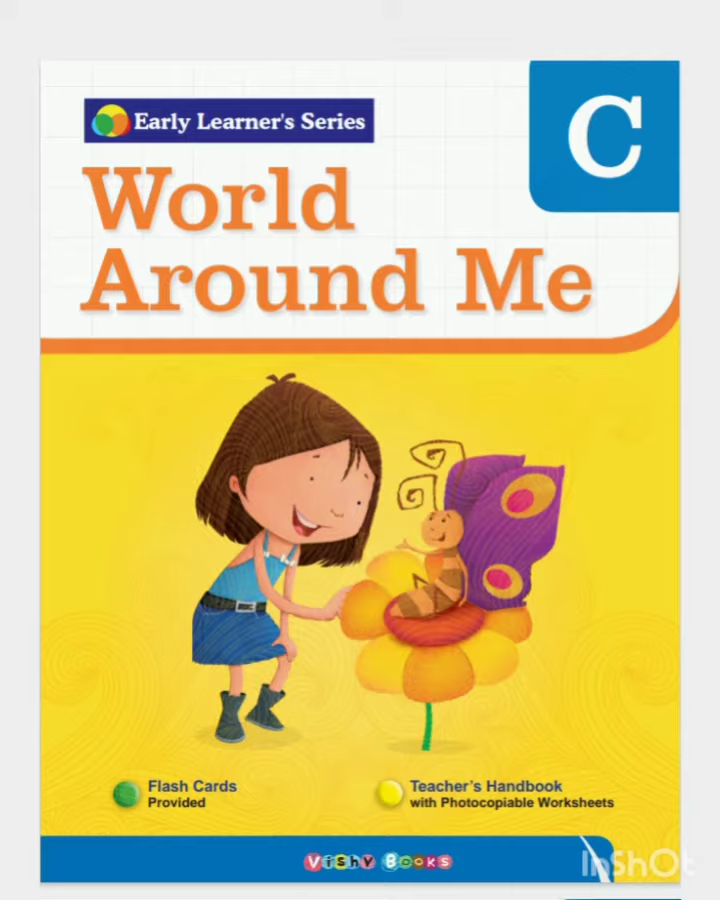 Early Learner's Series
C
World
Around Me
Flash Cards
Provided
Teacher's Handbook
with Photocopiable Worksheets
Vishv Books
InShOt